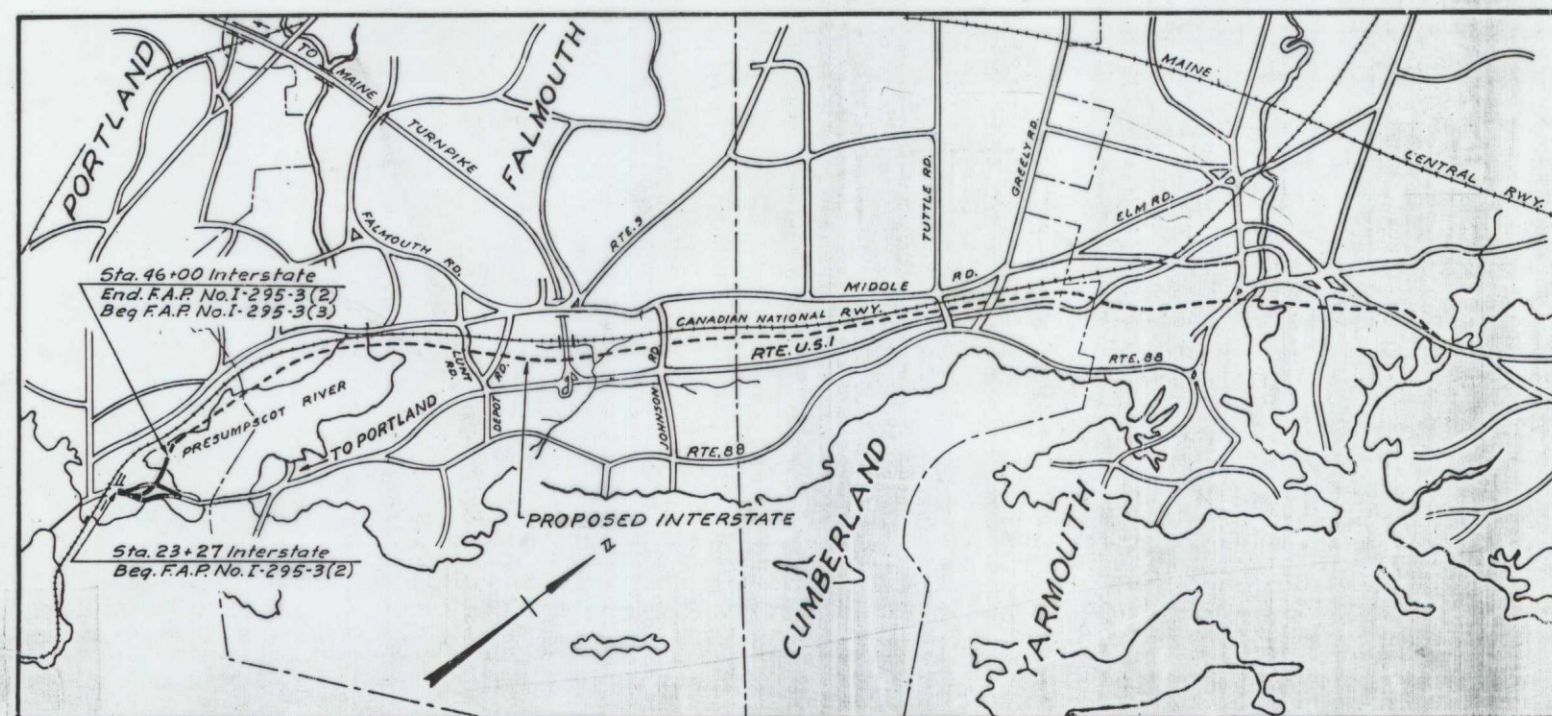 PORTLAND
TO
MAINE
TURNPIKE
FALMOUTH
MAINE
CENTRAL
RWY.
FALMOUTH
RD.
RTE. 9
TUTTLE RD.
GREELY RD.
ELM RD.
Sta. 46+00 Interstate
End. F.A.P. No. I-295-3(2)
Beg F.A.P. No. I-295-3(3)
MIDDLE
RD.
CANADIAN NATIONAL RWY.
LUNT
RD.
DEPOT
RD.
JOHNSON
RD
RTE. U.S. 1
RTE. 88
PRESUMPSCOT RIVER
TO PORTLAND
RTE. 88
PROPOSED INTERSTATE
Sta. 23+27 Interstate
Beg. F.A.P. No. I-295-3(2)
CUMBERLAND
YARMOUTH